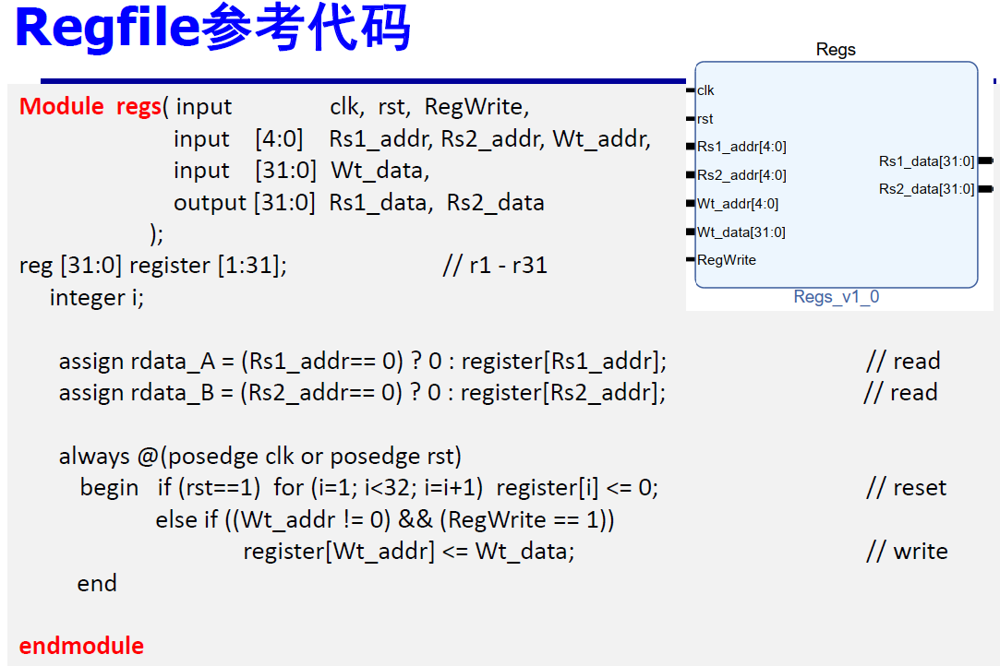 Regfile参考代码
Module regs( input clk, rst, RegWrite,
input [4:0] Rs1_addr, Rs2_addr, Wt_addr,
input [31:0] Wt_data,
output [31:0] Rs1_data, Rs2_data
);
reg [31:0] register [1:31]; // r1 - r31
integer i;
assign rdata_A = (Rs1_addr== 0) ? 0 : register[Rs1_addr]; // read
assign rdata_B = (Rs2_addr== 0) ? 0 : register[Rs2_addr]; // read
always @(posedge clk or posedge rst)
begin if (rst==1) for (i=1; i<32; i=i+1) register[i] <= 0; // reset
else if ((Wt_addr != 0) && (RegWrite == 1))
register[Wt_addr] <= Wt_data; // write
end
endmodule
Regs
clk
rst
Rs1_addr[4:0]
Rs2_addr[4:0]
Wt_addr[4:0]
Wt_data[31:0]
RegWrite
Rs1_data[31:0]
Rs2_data[31:0]
Regs_v1_0